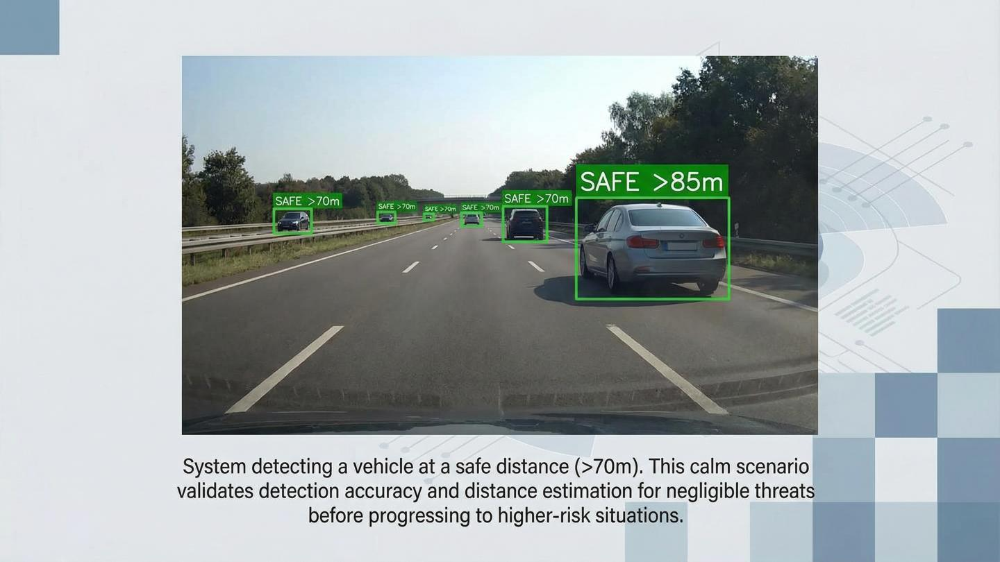 SAFE >85m
SAFE >70m
SAFE >70m
SAFE >70m
SAFE >70m
SAFE >70m
System detecting a vehicle at a safe distance (>70m). This calm scenario
validates detection accuracy and distance estimation for negligible threats
before progressing to higher-risk situations.